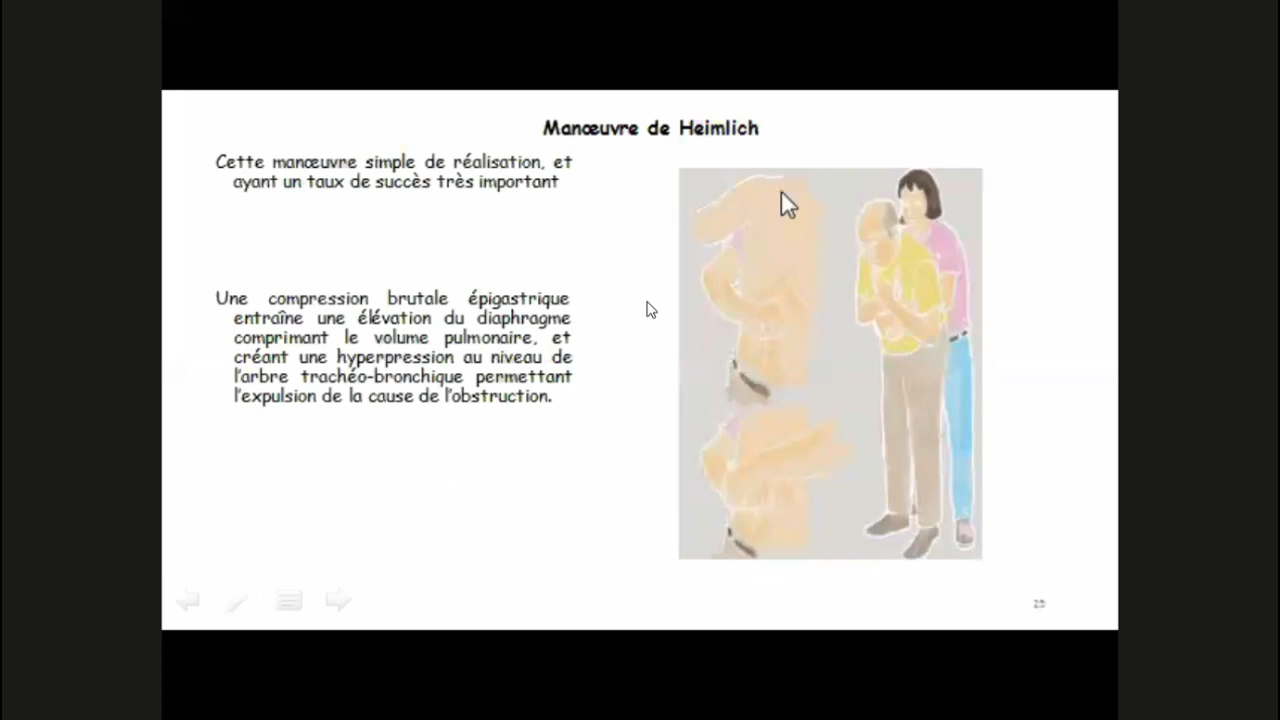 Manœuvre de Heimlich
Cette manœuvre simple de réalisation, et
ayant un taux de succès très important
Une compression brutale épigastrique
entraîne une élévation du diaphragme
comprimant le volume pulmonaire, et
créant une hyperpression au niveau de
l'arbre trachéo-bronchique permettant
l'expulsion de la cause de l'obstruction.